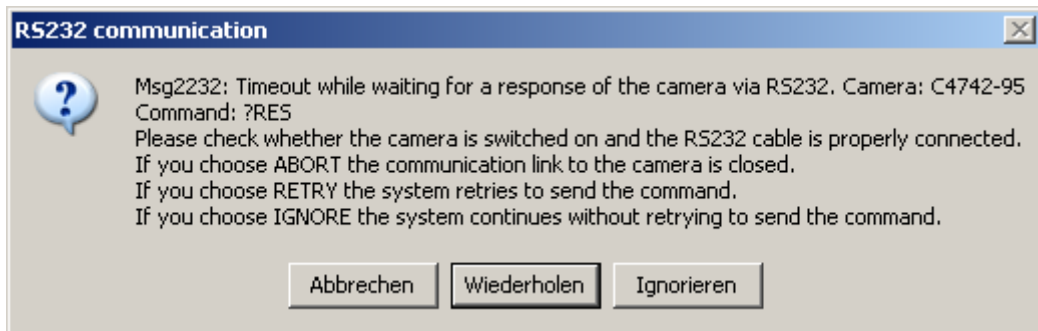 RS232 communication
Msg2232: Timeout while waiting for a response of the camera via RS232. Camera: C4742-95
Command: ?RES
Please check whether the camera is switched on and the RS232 cable is properly connected.
If you choose ABORT the communication link to the camera is closed.
If you choose RETRY the system retries to send the command.
If you choose IGNORE the system continues without retrying to send the command.
Abbrechen Wiederholen Ignorieren